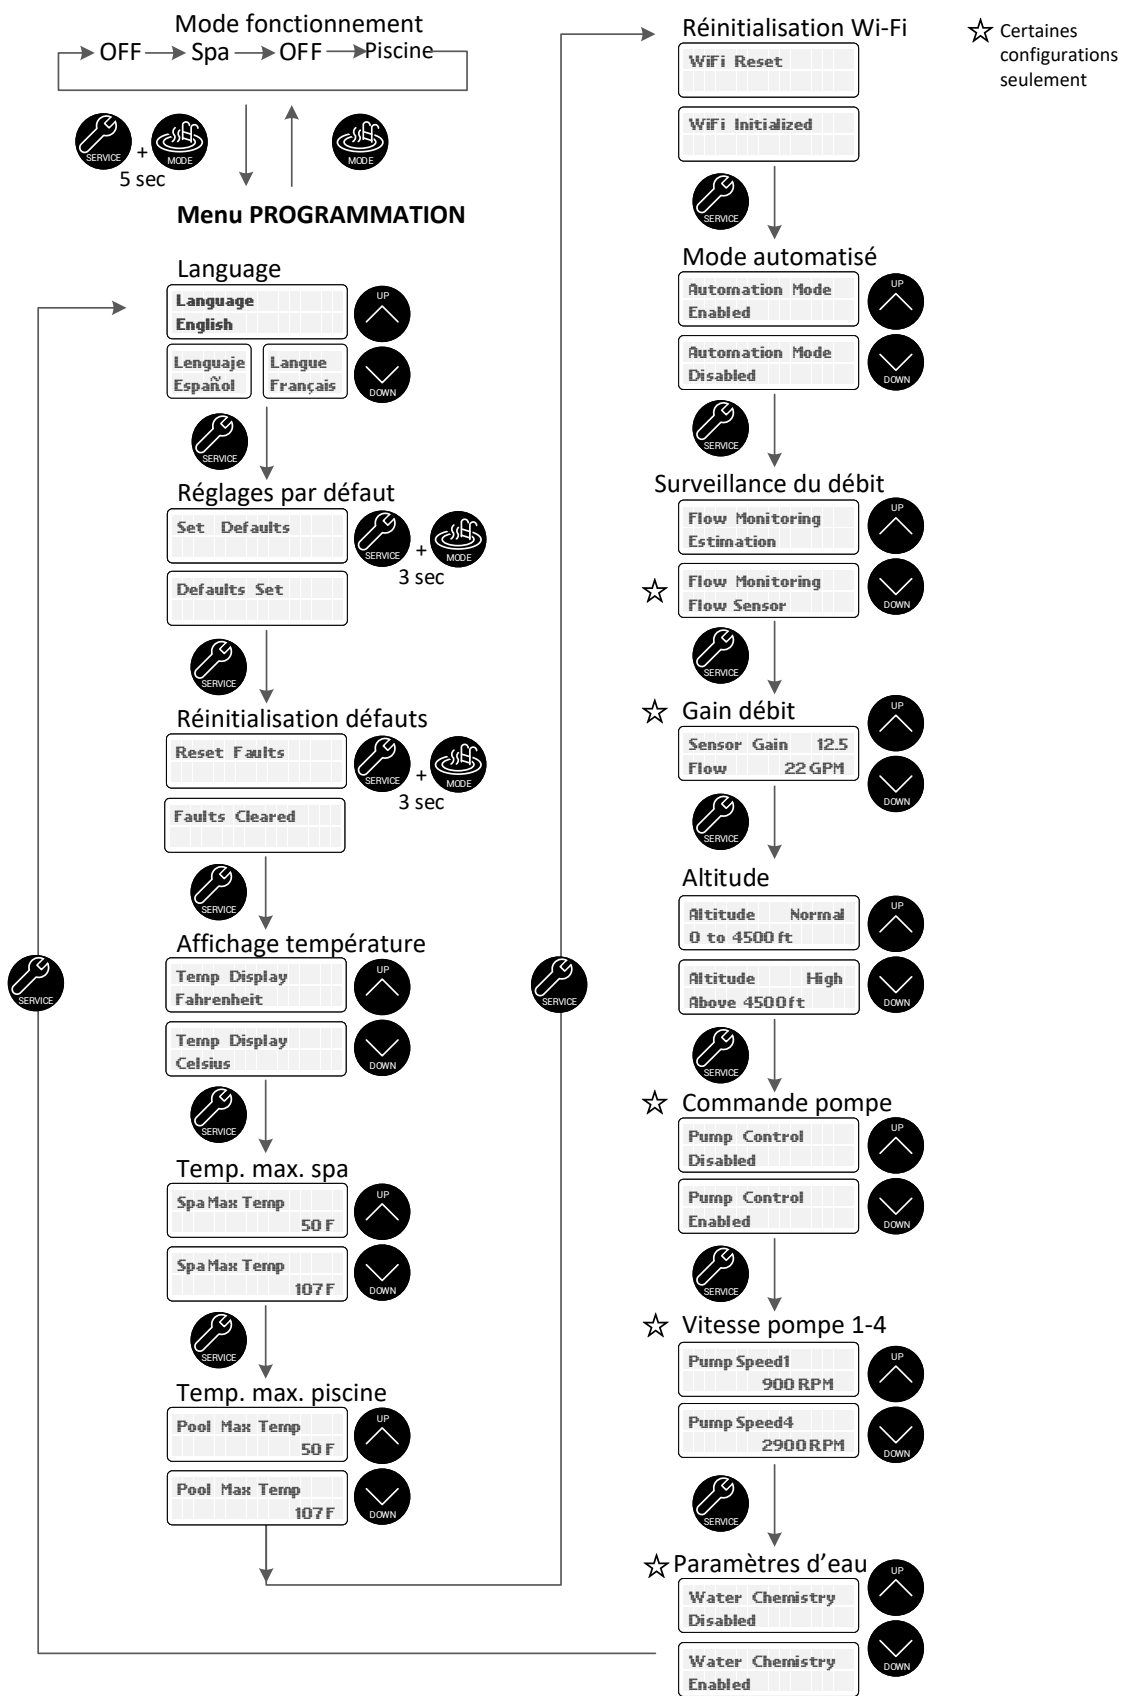 Mode fonctionnement
OFF Spa OFF Piscine
SERVICE + MODE
5 sec
MODE
Menu PROGRAMMATION
Language
Language
English
UP
Lenguaje
Español
Langue
Français
DOWN
SERVICE
Réglages par défaut
Set Defaults
SERVICE + MODE
3 sec
Defaults Set
SERVICE
Réinitialisation défauts
Reset Faults
SERVICE + MODE
3 sec
Faults Cleared
SERVICE
Affichage température
Temp Display
Fahrenheit
UP
Temp Display
Celsius
DOWN
SERVICE
Temp. max. spa
Spa Max Temp
50 F
UP
Spa Max Temp
107 F
DOWN
SERVICE
Temp. max. piscine
Pool Max Temp
50 F
UP
Pool Max Temp
107 F
DOWN
SERVICE
SERVICE
Réinitialisation Wi-Fi
WiFi Reset
WiFi Initialized
SERVICE
Mode automatisé
Automation Mode
Enabled
UP
Automation Mode
Disabled
DOWN
SERVICE
Surveillance du débit
Flow Monitoring
Estimation
UP
☆ Flow Monitoring
Flow Sensor
DOWN
SERVICE
☆ Gain débit
Sensor Gain 12.5
Flow 22 GPM
UP
DOWN
SERVICE
Altitude
Altitude Normal
0 to 4500 ft
UP
Altitude High
Above 4500 ft
DOWN
SERVICE
☆ Commande pompe
Pump Control
Disabled
UP
Pump Control
Enabled
DOWN
SERVICE
☆ Vitesse pompe 1-4
Pump Speed1
900 RPM
UP
Pump Speed4
2900 RPM
DOWN
SERVICE
☆ Paramètres d’eau
Water Chemistry
Disabled
UP
Water Chemistry
Enabled
DOWN
☆ Certaines
configurations
seulement